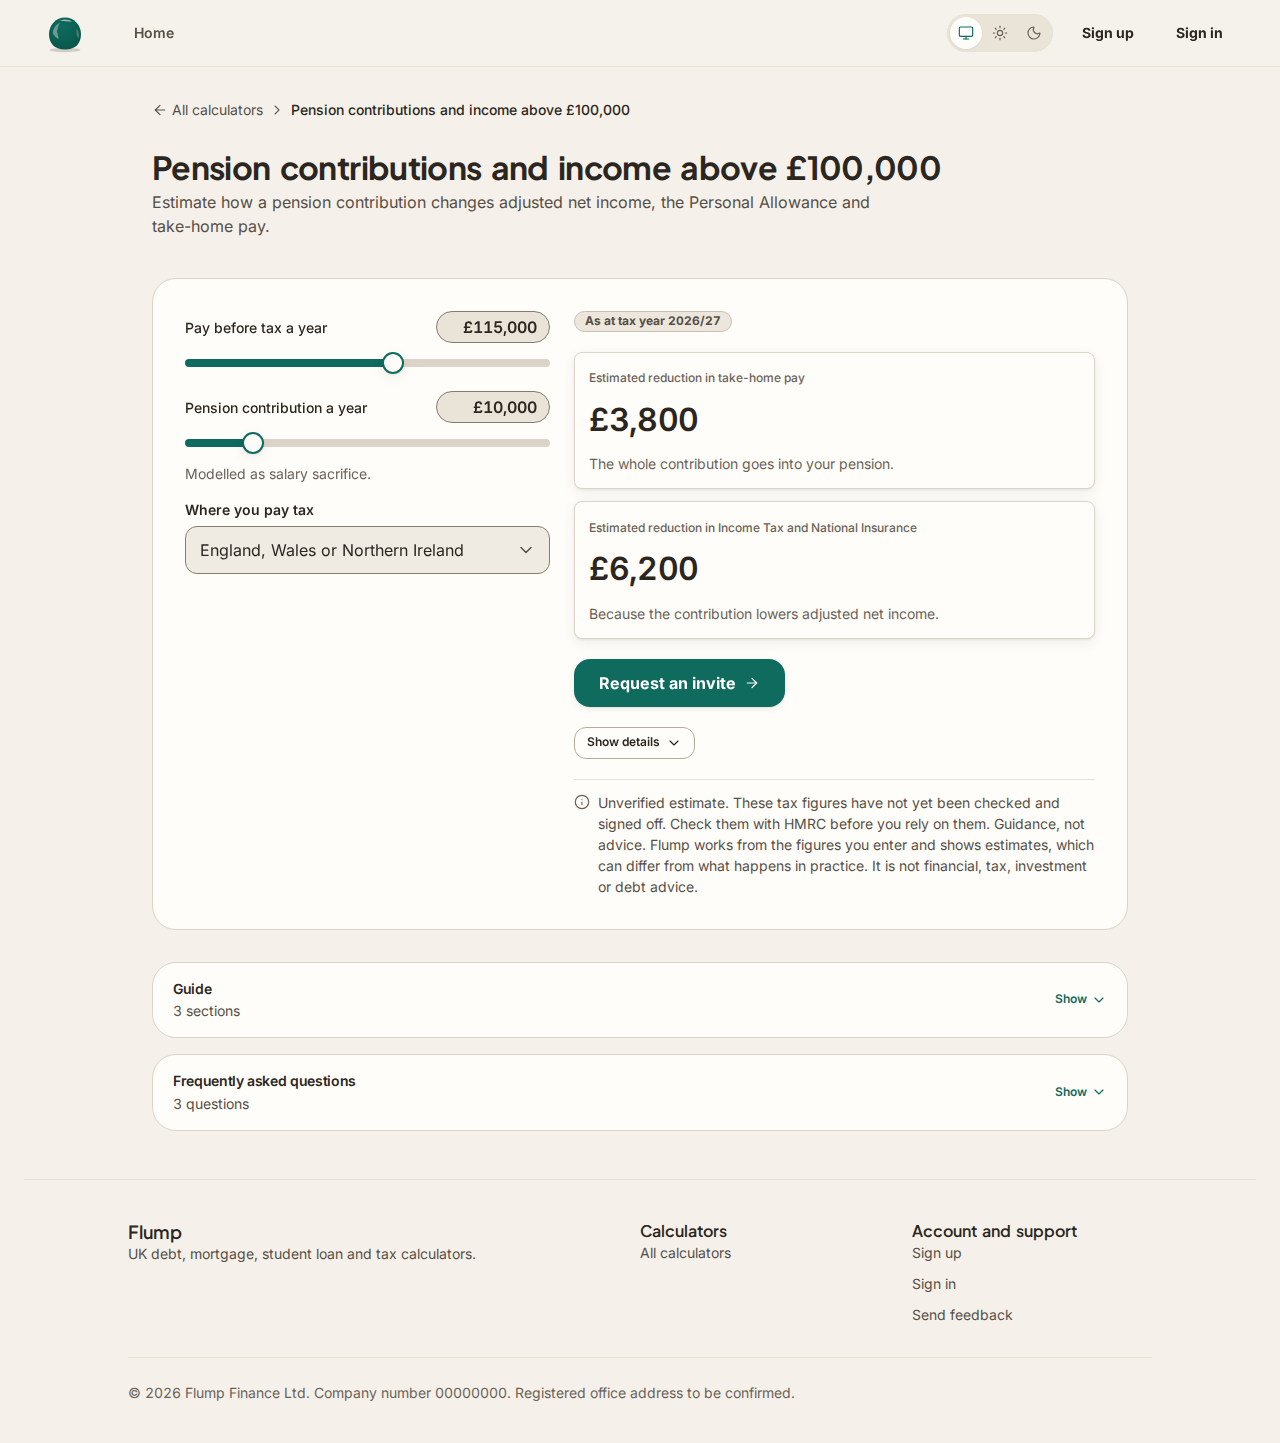 Home
Sign up
Sign in
All calculators
Pension contributions and income above £100,000
Pension contributions and income above £100,000
Estimate how a pension contribution changes adjusted net income, the Personal Allowance and
take-home pay.
Pay before tax a year
£115,000
Pension contribution a year
£10,000
Modelled as salary sacrifice.
Where you pay tax
England, Wales or Northern Ireland
As at tax year 2026/27
Estimated reduction in take-home pay
£3,800
The whole contribution goes into your pension.
Estimated reduction in Income Tax and National Insurance
£6,200
Because the contribution lowers adjusted net income.
Request an invite
Show details
Unverified estimate. These tax figures have not yet been checked and
signed off. Check them with HMRC before you rely on them. Guidance, not
advice. Flump works from the figures you enter and shows estimates, which
can differ from what happens in practice. It is not financial, tax, investment
or debt advice.
Guide
3 sections
Show
Frequently asked questions
3 questions
Show
Flump
UK debt, mortgage, student loan and tax calculators.
Calculators
All calculators
Account and support
Sign up
Sign in
Send feedback
© 2026 Flump Finance Ltd. Company number 00000000. Registered office address to be confirmed.